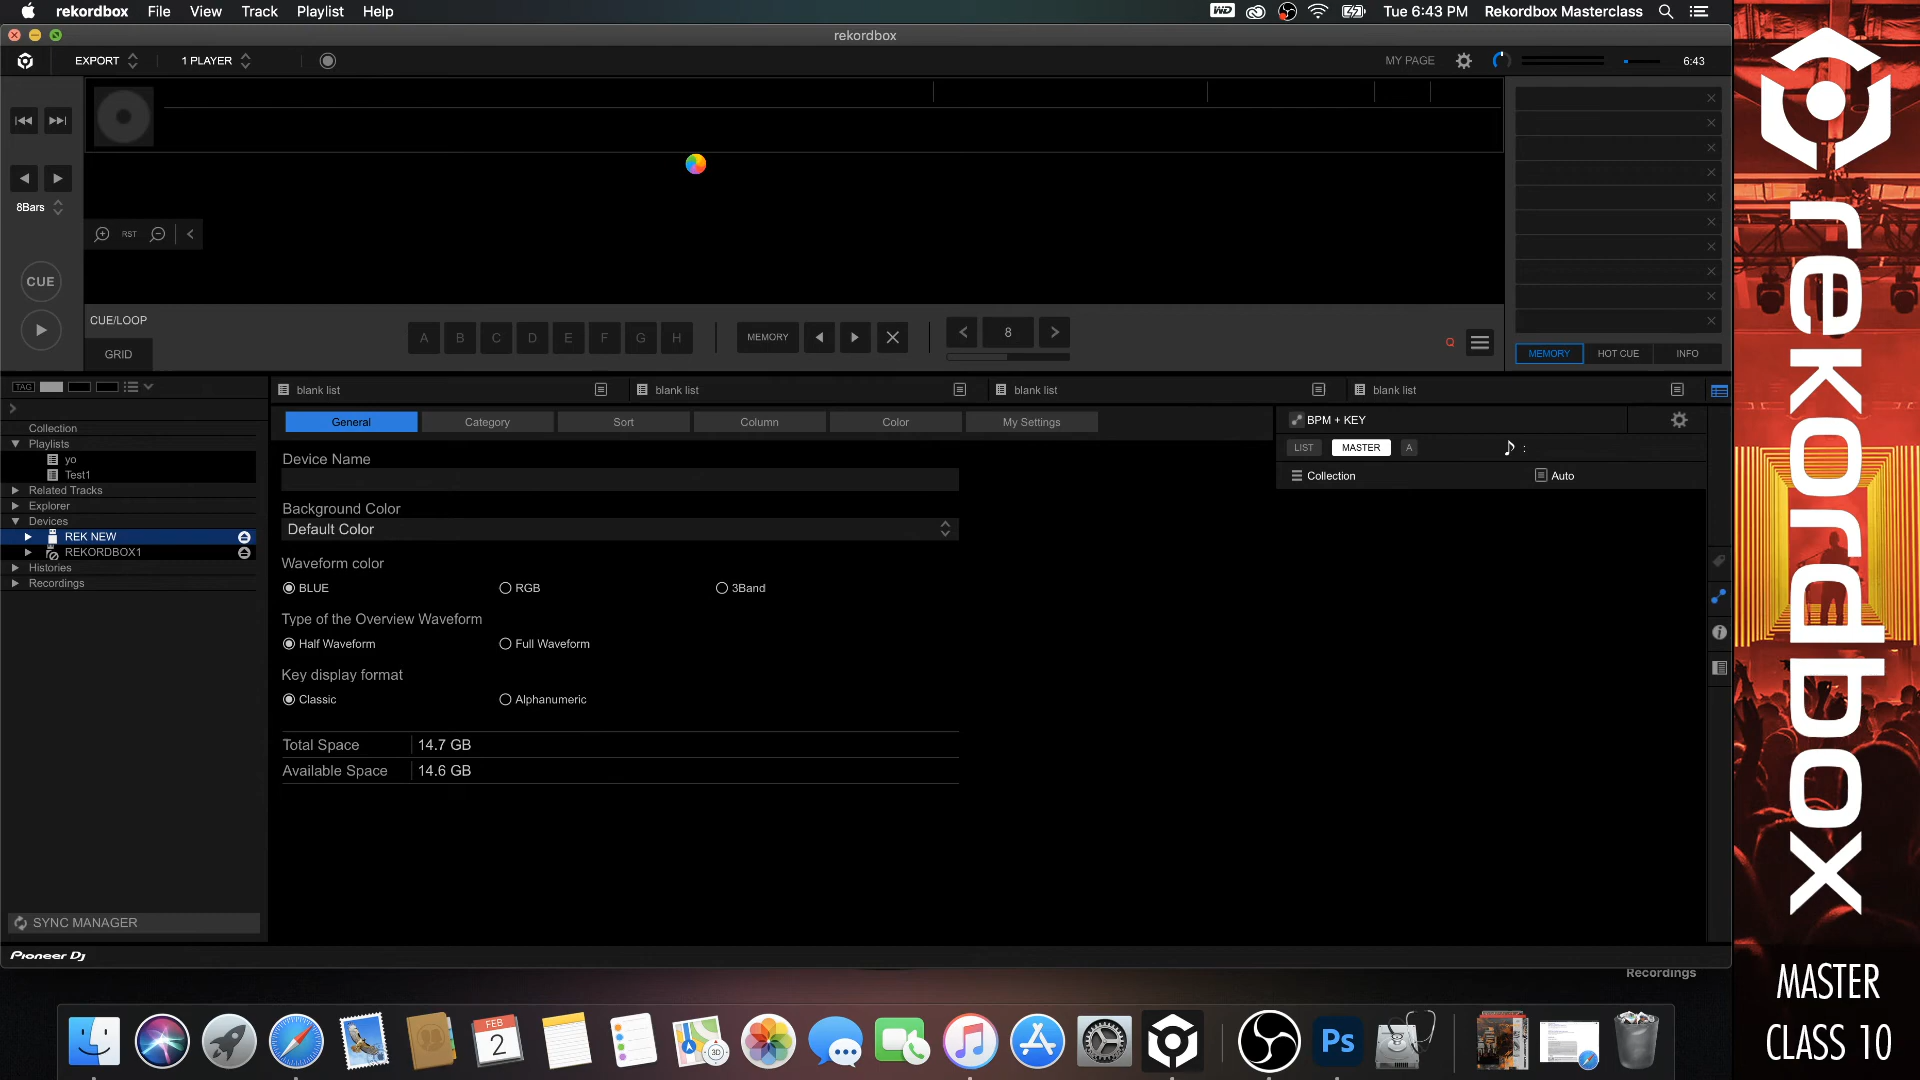 rekordbox File View Track Playlist Help
WD
Tue 6:43 PM Rekordbox Masterclass
rekordbox
EXPORT 1 PLAYER
MY PAGE 6:43
8Bars
RST
CUE
CUE/LOOP
GRID
A B C D E F G H
MEMORY
8
Q
MEMORY HOT CUE INFO
TAG
blank list blank list blank list blank list
General Category Sort Column Color My Settings
Collection
Playlists
yo
Test1
Related Tracks
Explorer
Devices
REK NEW
REKORDBOX1
Histories
Recordings
Device Name
Background Color
Default Color
Waveform color
BLUE RGB 3Band
Type of the Overview Waveform
Half Waveform Full Waveform
Key display format
Classic Alphanumeric
Total Space 14.7 GB
Available Space 14.6 GB
BPM + KEY
LIST MASTER A :
Collection Auto
SYNC MANAGER
Pioneer Dj
Recordings
FEB
2
3D
Ps
rekordbox
MASTER
CLASS 10